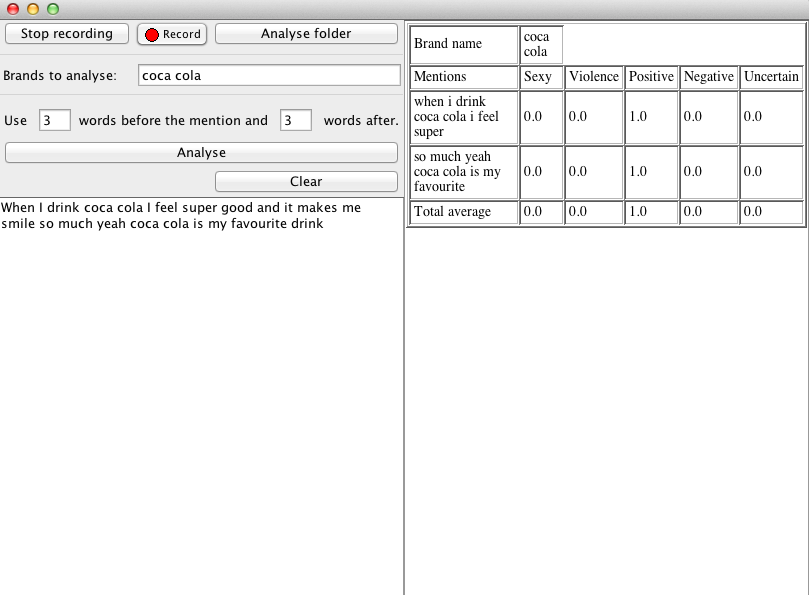 Stop recording Record Analyse folder
Brands to analyse: coca cola
Use 3 words before the mention and 3 words after.
Analyse
Clear
When I drink coca cola I feel super good and it makes me
smile so much yeah coca cola is my favourite drink
Brand name coca
cola
Mentions Sexy Violence Positive Negative Uncertain
when i drink
coca cola i feel 0.0 0.0 1.0 0.0 0.0
super
so much yeah
coca cola is my 0.0 0.0 1.0 0.0 0.0
favourite
Total average 0.0 0.0 1.0 0.0 0.0